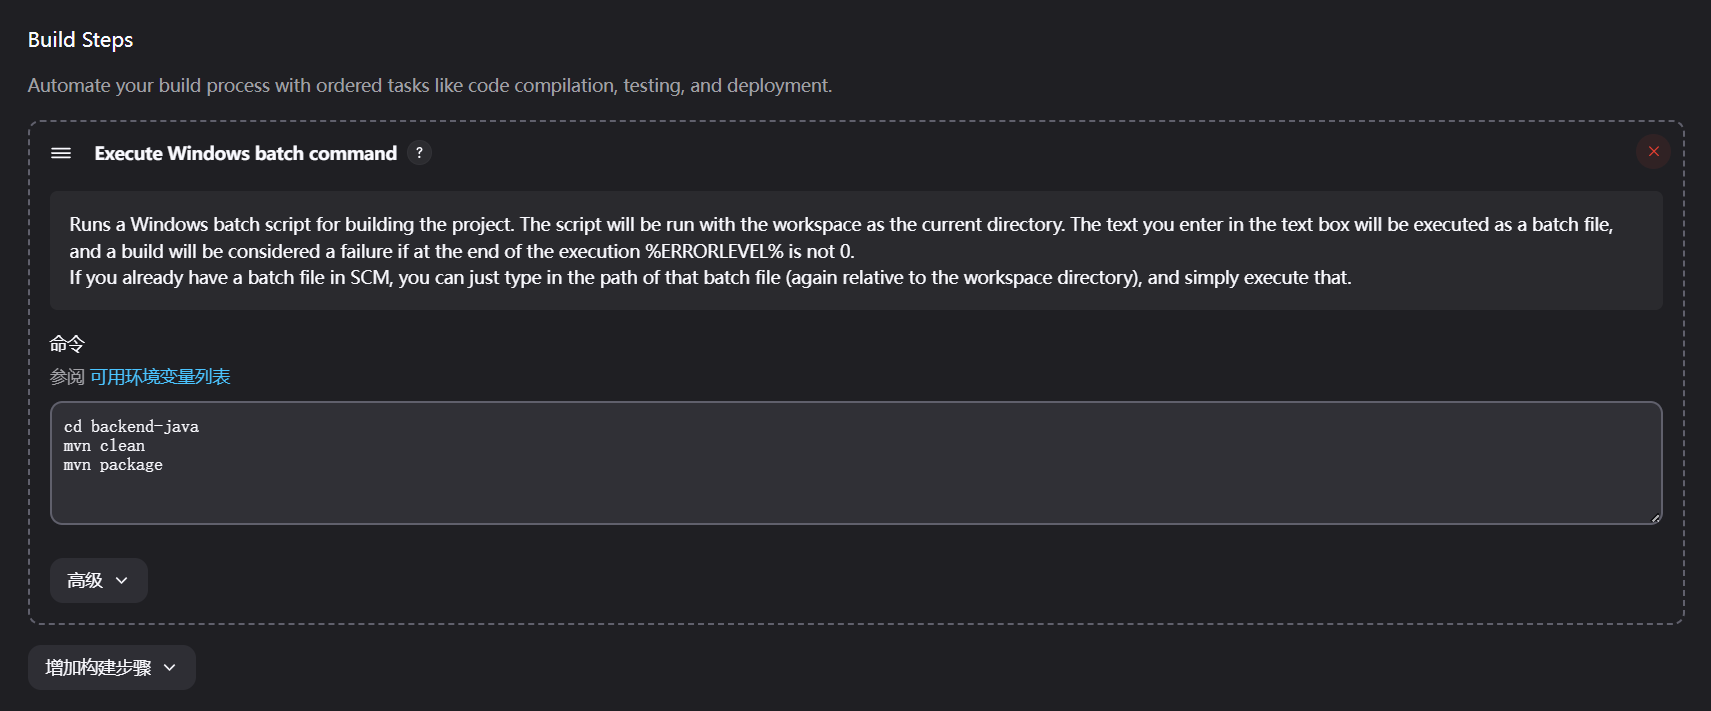 Build Steps
Automate your build process with ordered tasks like code compilation, testing, and deployment.
Execute Windows batch command ?
Runs a Windows batch script for building the project. The script will be run with the workspace as the current directory. The text you enter in the text box will be executed as a batch file,
and a build will be considered a failure if at the end of the execution %ERRORLEVEL% is not 0.
If you already have a batch file in SCM, you can just type in the path of that batch file (again relative to the workspace directory), and simply execute that.
命令
参阅 可用环境变量列表
cd backend-java
mvn clean
mvn package
高级
增加构建步骤